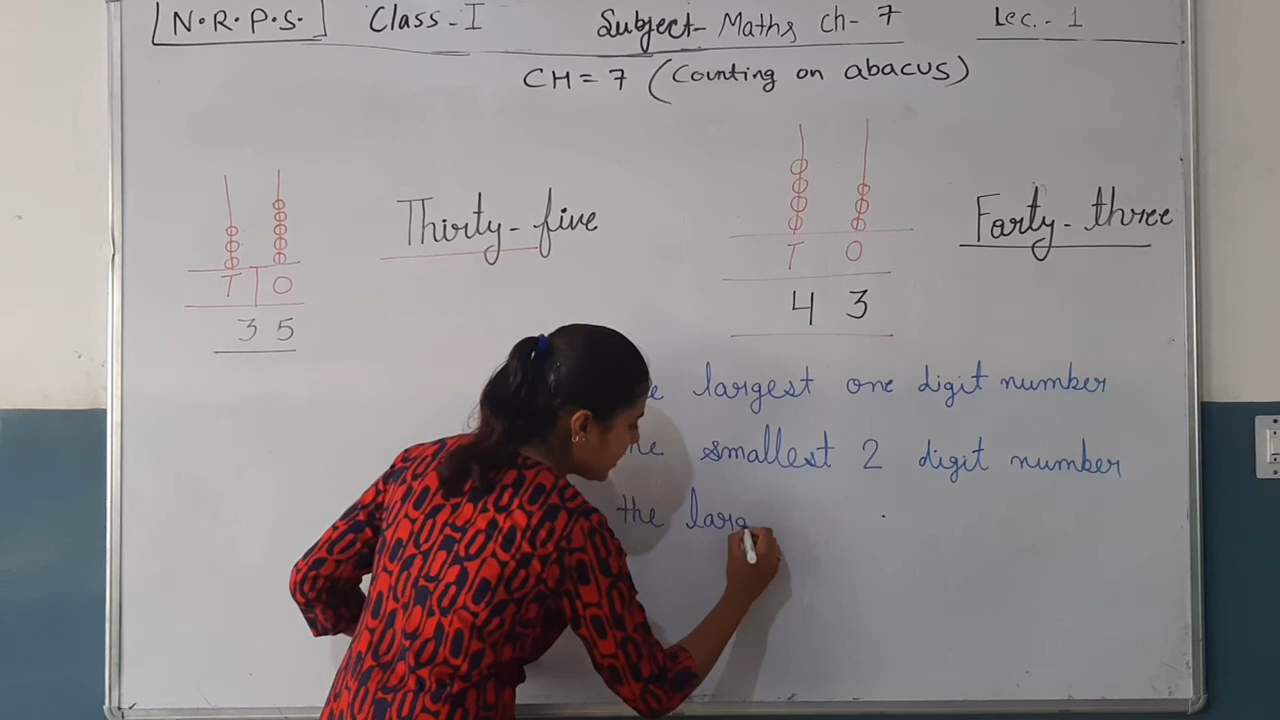 N.R.P.S. Class-I Subject- Maths ch-7 Lec.-1
CH=7 (Counting on abacus)
Thirty-five
Farty-three
T O
3 5
T O
4 3
largest one digit number
smallest 2 digit number
the larg